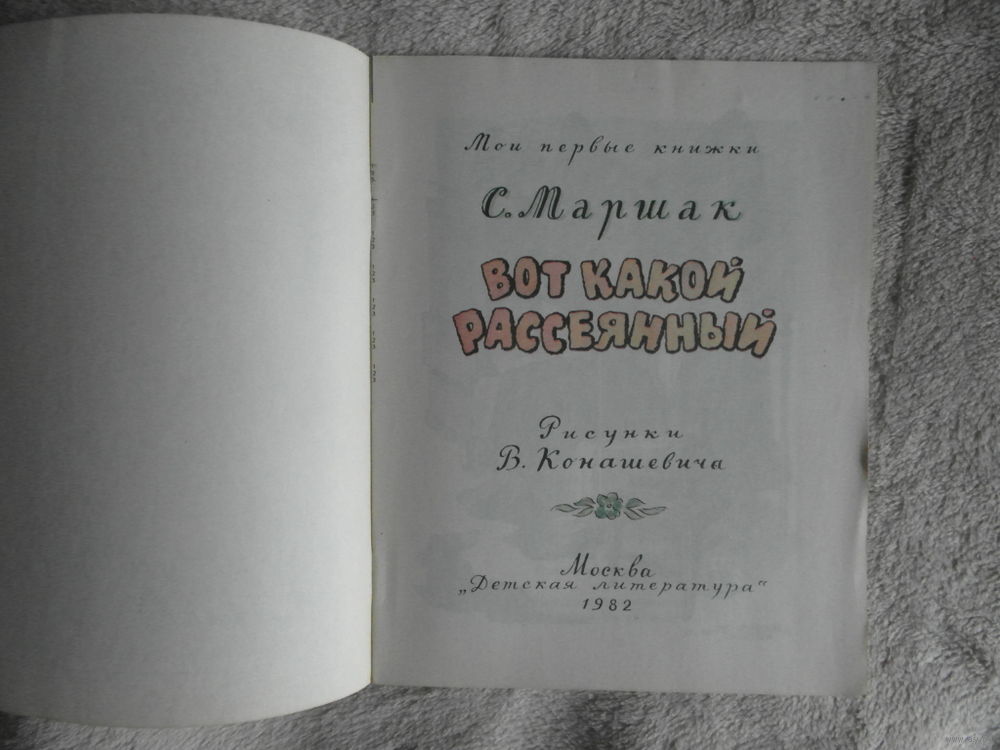 Мои первые книжки
С. Маршак
ВОТ КАКОЙ
РАССЕЯННЫЙ
Рисунки
В. Конашевича
Москва
„Детская литература“
1982